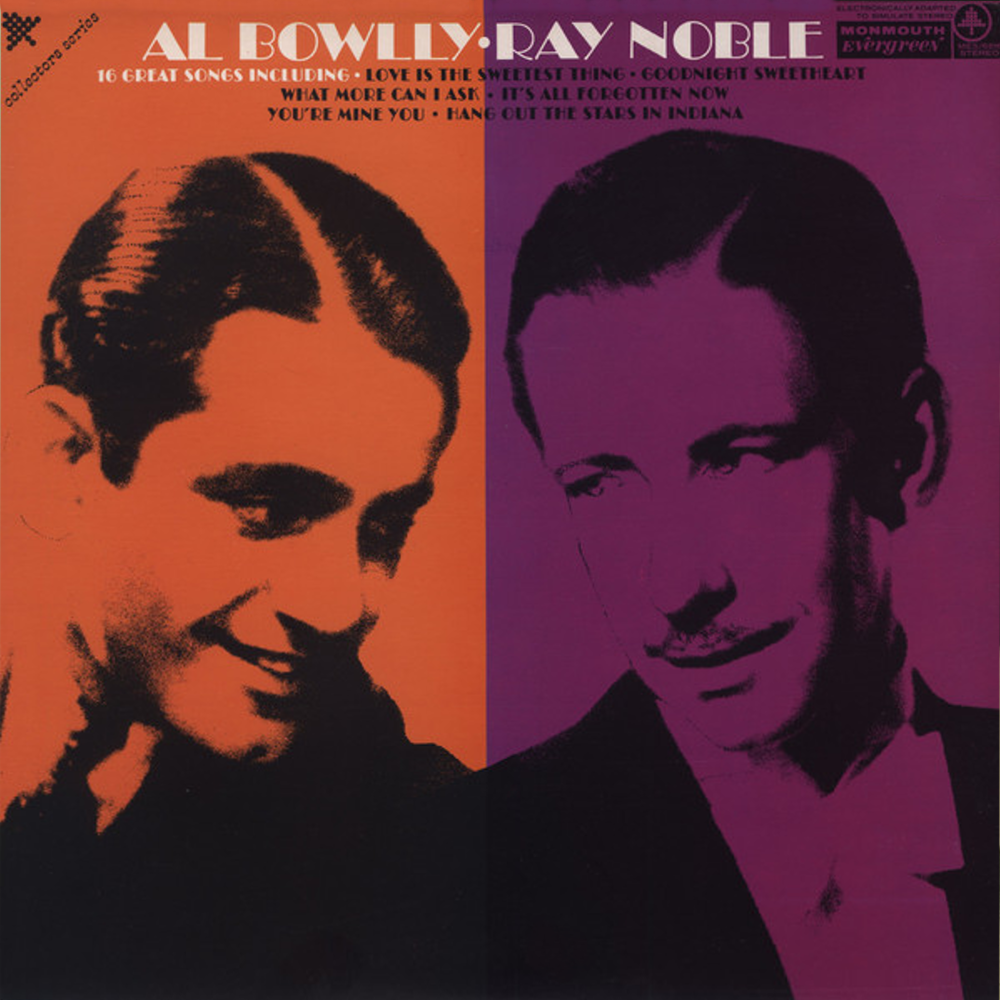 collectors series
AL BOWLLY•RAY NOBLE
ELECTRONICALLY ADAPTED
TO SIMULATE STEREO
MONMOUTH
Evergreen
STEREO
16 GREAT SONGS INCLUDING • LOVE IS THE SWEETEST THING • GOODNIGHT SWEETHEART
WHAT MORE CAN I ASK • IT'S ALL FORGOTTEN NOW
YOU'RE MINE YOU • HANG OUT THE STARS IN INDIANA